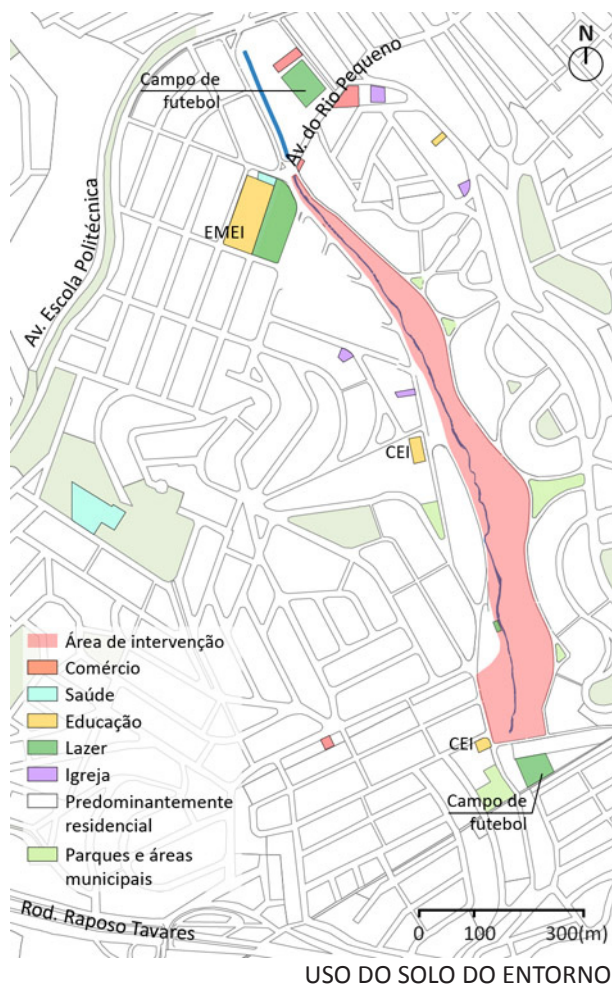 N
Campo de
futebol
Av. do Rio Pequeno
EMEI
Av. Escola Politécnica
CEI
Área de intervenção
Comércio
Saúde
Educação
Lazer
Igreja
Predominantemente
residencial
Parques e áreas
municipais
CEI
Campo de
futebol
Rod. Raposo Tavares
0 100 300(m)
USO DO SOLO DO ENTORNO